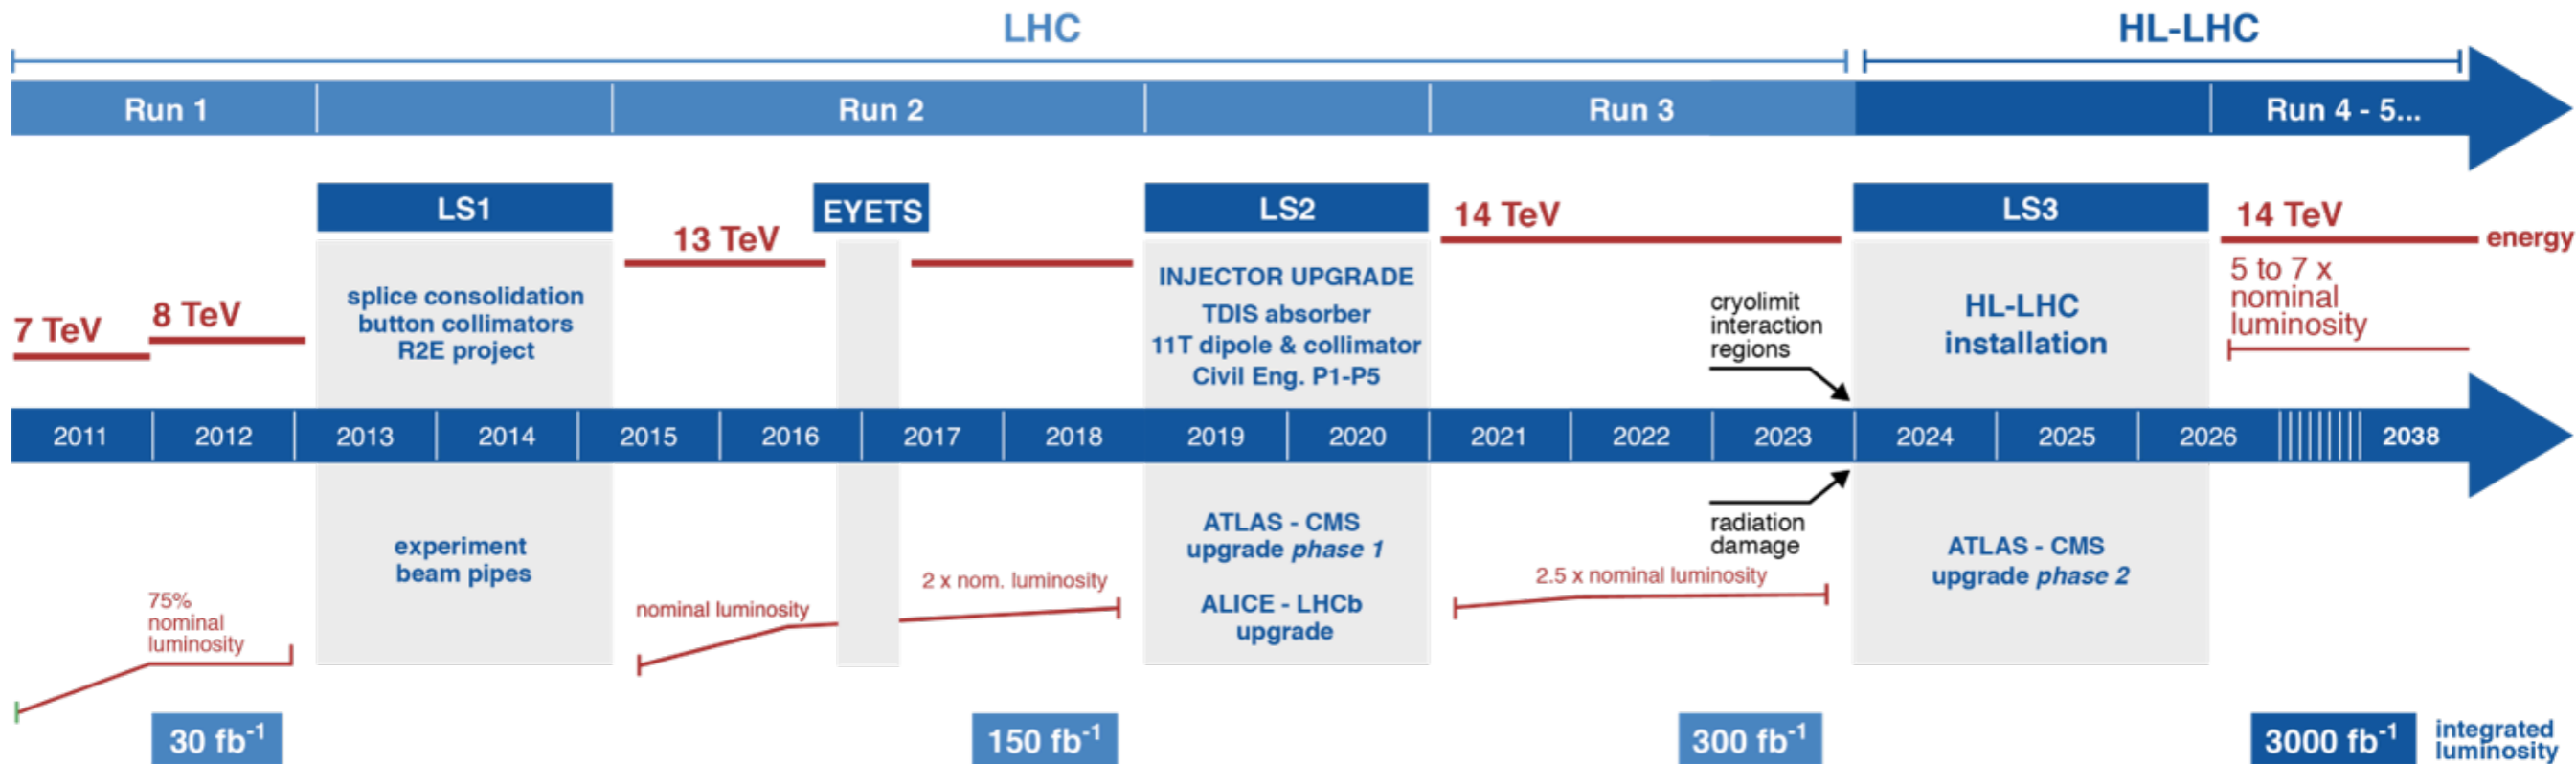 LHC
HL-LHC
Run 1
Run 2
Run 3
Run 4 - 5...
LS1
EYETS
LS2
LS3
7 TeV
8 TeV
13 TeV
14 TeV
14 TeV
energy
splice consolidation
button collimators
R2E project
INJECTOR UPGRADE
TDIS absorber
11T dipole & collimator
Civil Eng. P1-P5
cryolimit
interaction
regions
HL-LHC
installation
5 to 7 x
nominal
luminosity
2011 2012 2013 2014 2015 2016 2017 2018 2019 2020 2021 2022 2023 2024 2025 2026 2038
75%
nominal
luminosity
experiment
beam pipes
nominal luminosity
2 x nom. luminosity
ATLAS - CMS
upgrade phase 1
ALICE - LHCb
upgrade
radiation
damage
2.5 x nominal luminosity
ATLAS - CMS
upgrade phase 2
30 fb-1
150 fb-1
300 fb-1
3000 fb-1
integrated
luminosity